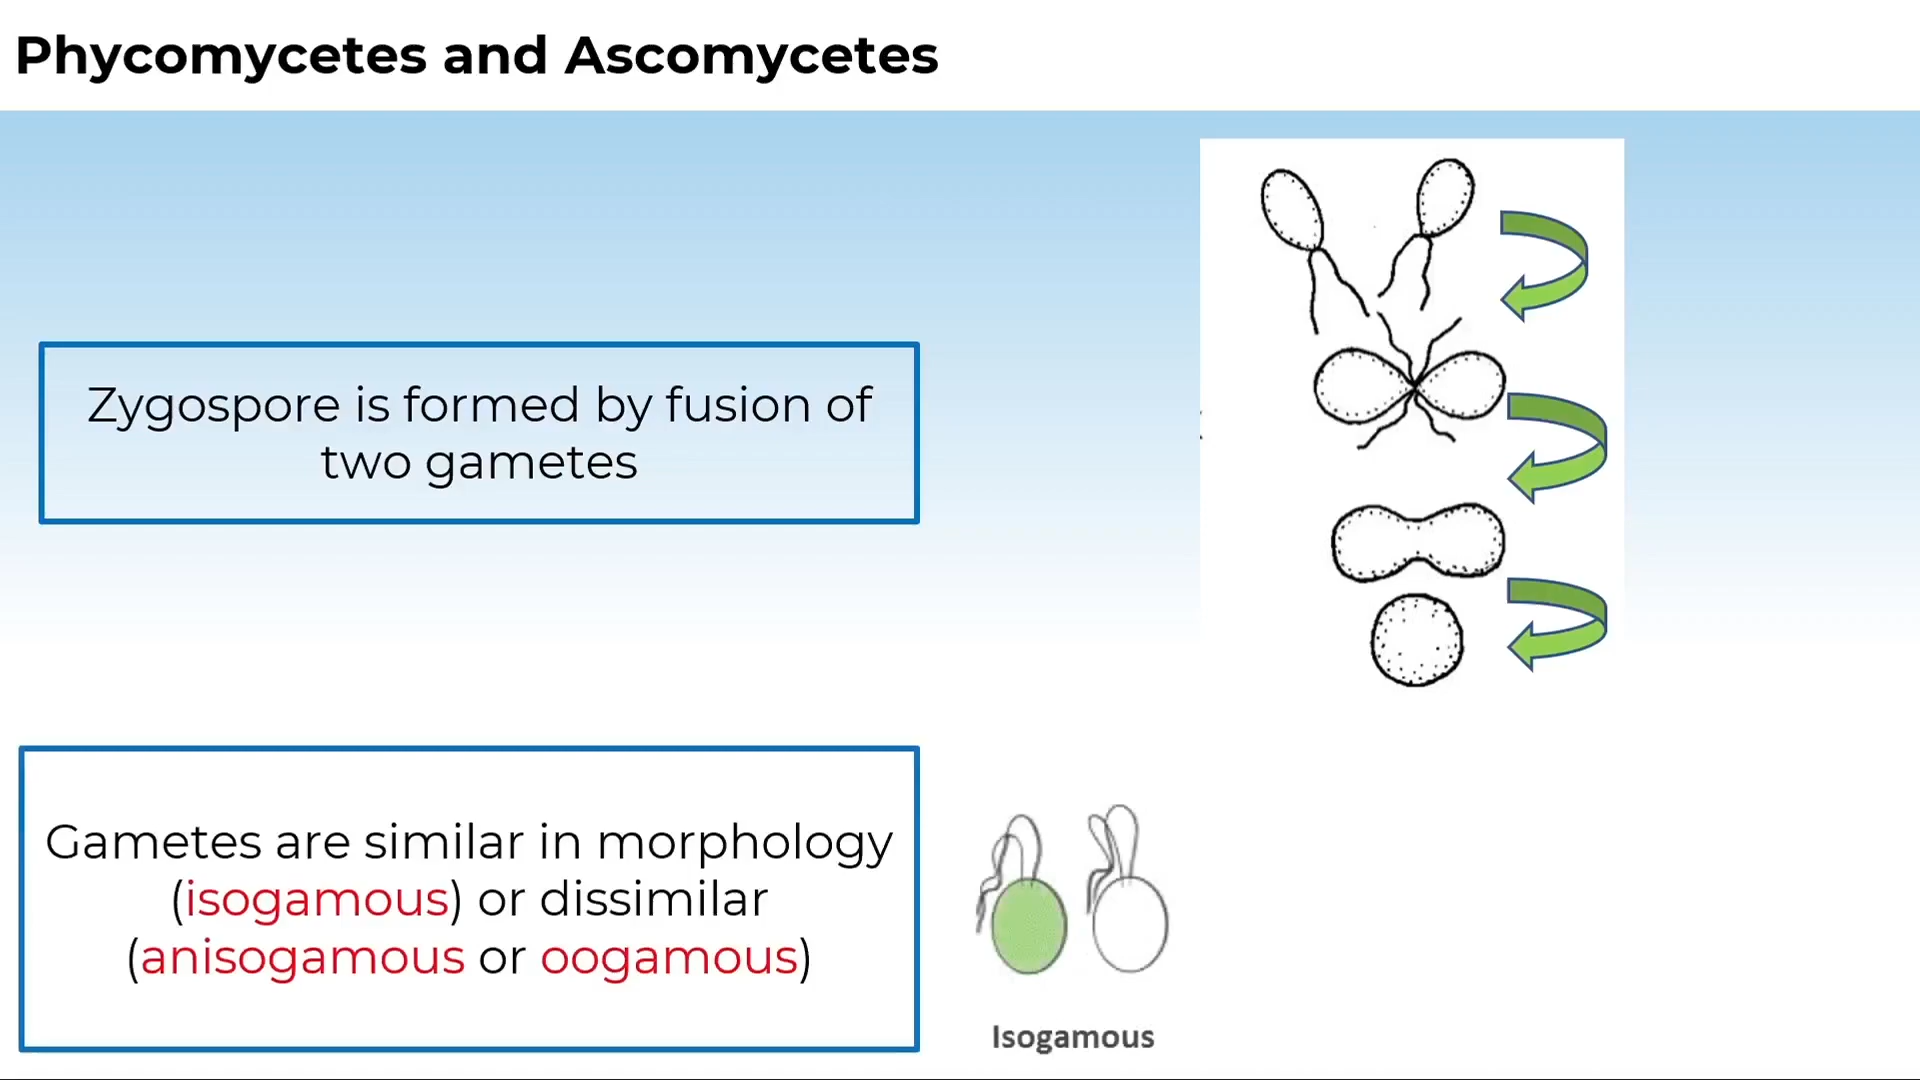 Phycomycetes and Ascomycetes
Zygospore is formed by fusion of
two gametes
Gametes are similar in morphology
(isogamous) or dissimilar
(anisogamous or oogamous)
Isogamous